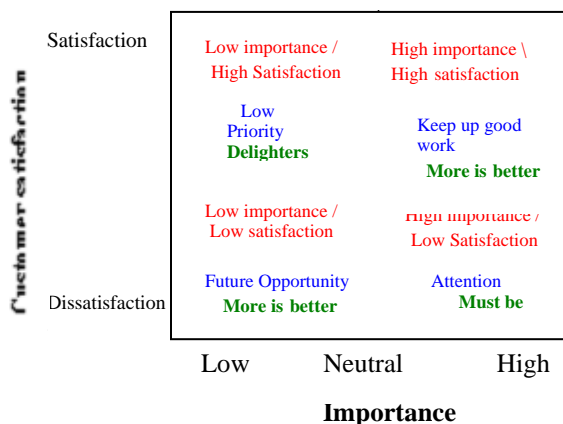 Customer satisfaction
Satisfaction
Dissatisfaction
Low importance /
High Satisfaction
High importance \
High satisfaction
Low
Priority
Delighters
Keep up good
work
More is better
Low importance /
Low satisfaction
High importance /
Low Satisfaction
Future Opportunity
More is better
Attention
Must be
Low Neutral High
Importance